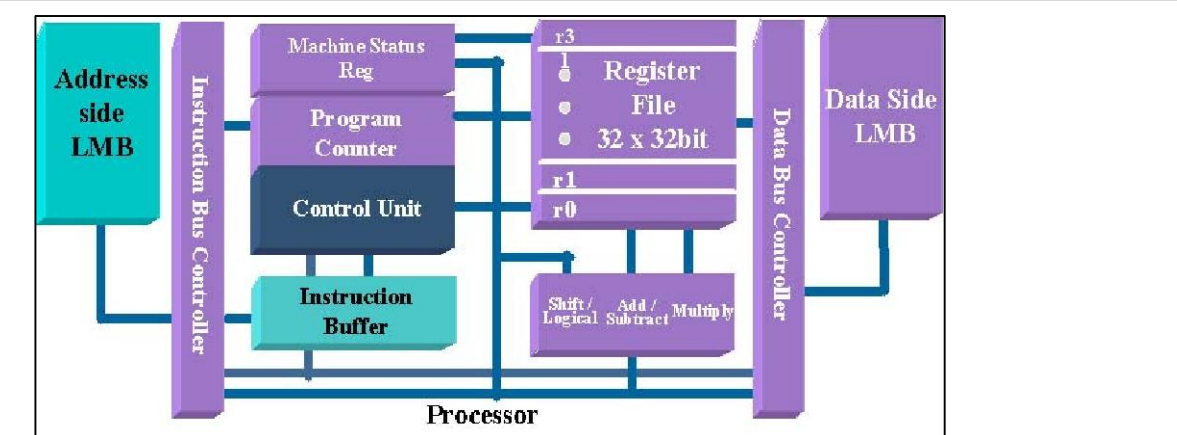 Address
side
LMB
Instruction Bus Controller
Machine Status
Reg
Program
Counter
Control Unit
Instruction
Buffer
r3
1
Register
File
32 x 32bit
r1
r0
Shift /
Logical
Add /
Subtract
Multiply
Data Bus Controller
Data Side
LMB
Processor